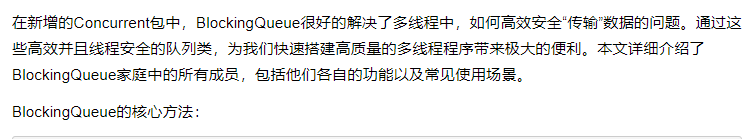 在新增的Concurrent包中，BlockingQueue很好的解决了多线程中，如何高效安全“传输”数据的问题。通过这
些高效并且线程安全的队列类，为我们快速搭建高质量的多线程程序带来极大的便利。本文详细介绍了
BlockingQueue家庭中的所有成员，包括他们各自的功能以及常见使用场景。
BlockingQueue的核心方法：